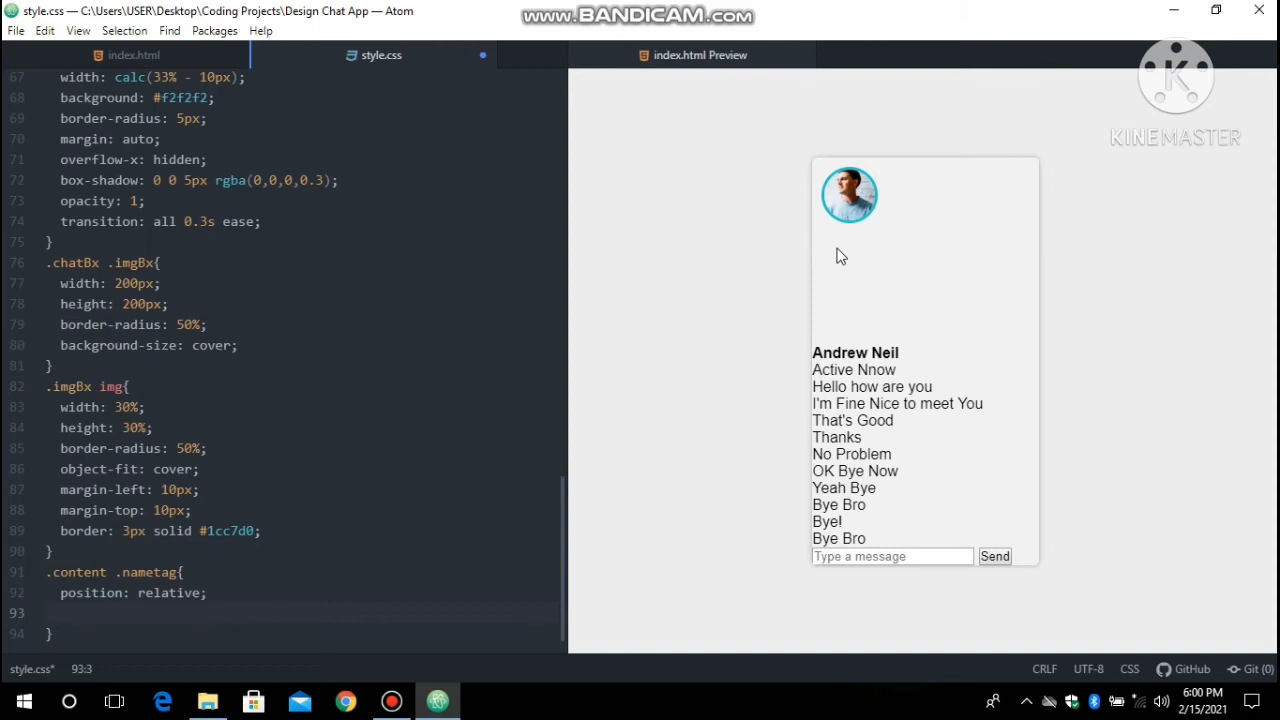 style.css — C:\Users\USER\Desktop\Coding Projects\Design Chat App — Atom
www.BANDICAM.com
File Edit View Selection Find Packages Help
index.html
style.css
index.html Preview
67 width: calc(33% - 10px);
68 background: #f2f2f2;
69 border-radius: 5px;
70 margin: auto;
71 overflow-x: hidden;
72 box-shadow: 0 0 5px rgba(0,0,0,0.3);
73 opacity: 1;
74 transition: all 0.3s ease;
75 }
76 .chatBx .imgBx{
77 width: 200px;
78 height: 200px;
79 border-radius: 50%;
80 background-size: cover;
81 }
82 .imgBx img{
83 width: 30%;
84 height: 30%;
85 border-radius: 50%;
86 object-fit: cover;
87 margin-left: 10px;
88 margin-top: 10px;
89 border: 3px solid #1cc7d0;
90 }
91 .content .nametag{
92 position: relative;
93
94 }
K
KINEMASTER
Andrew Neil
Active Nnow
Hello how are you
I'm Fine Nice to meet You
That's Good
Thanks
No Problem
OK Bye Now
Yeah Bye
Bye Bro
Bye!
Bye Bro
Type a message Send
style.css* 93:3
CRLF UTF-8 CSS GitHub Git (0)
6:00 PM
2/15/2021